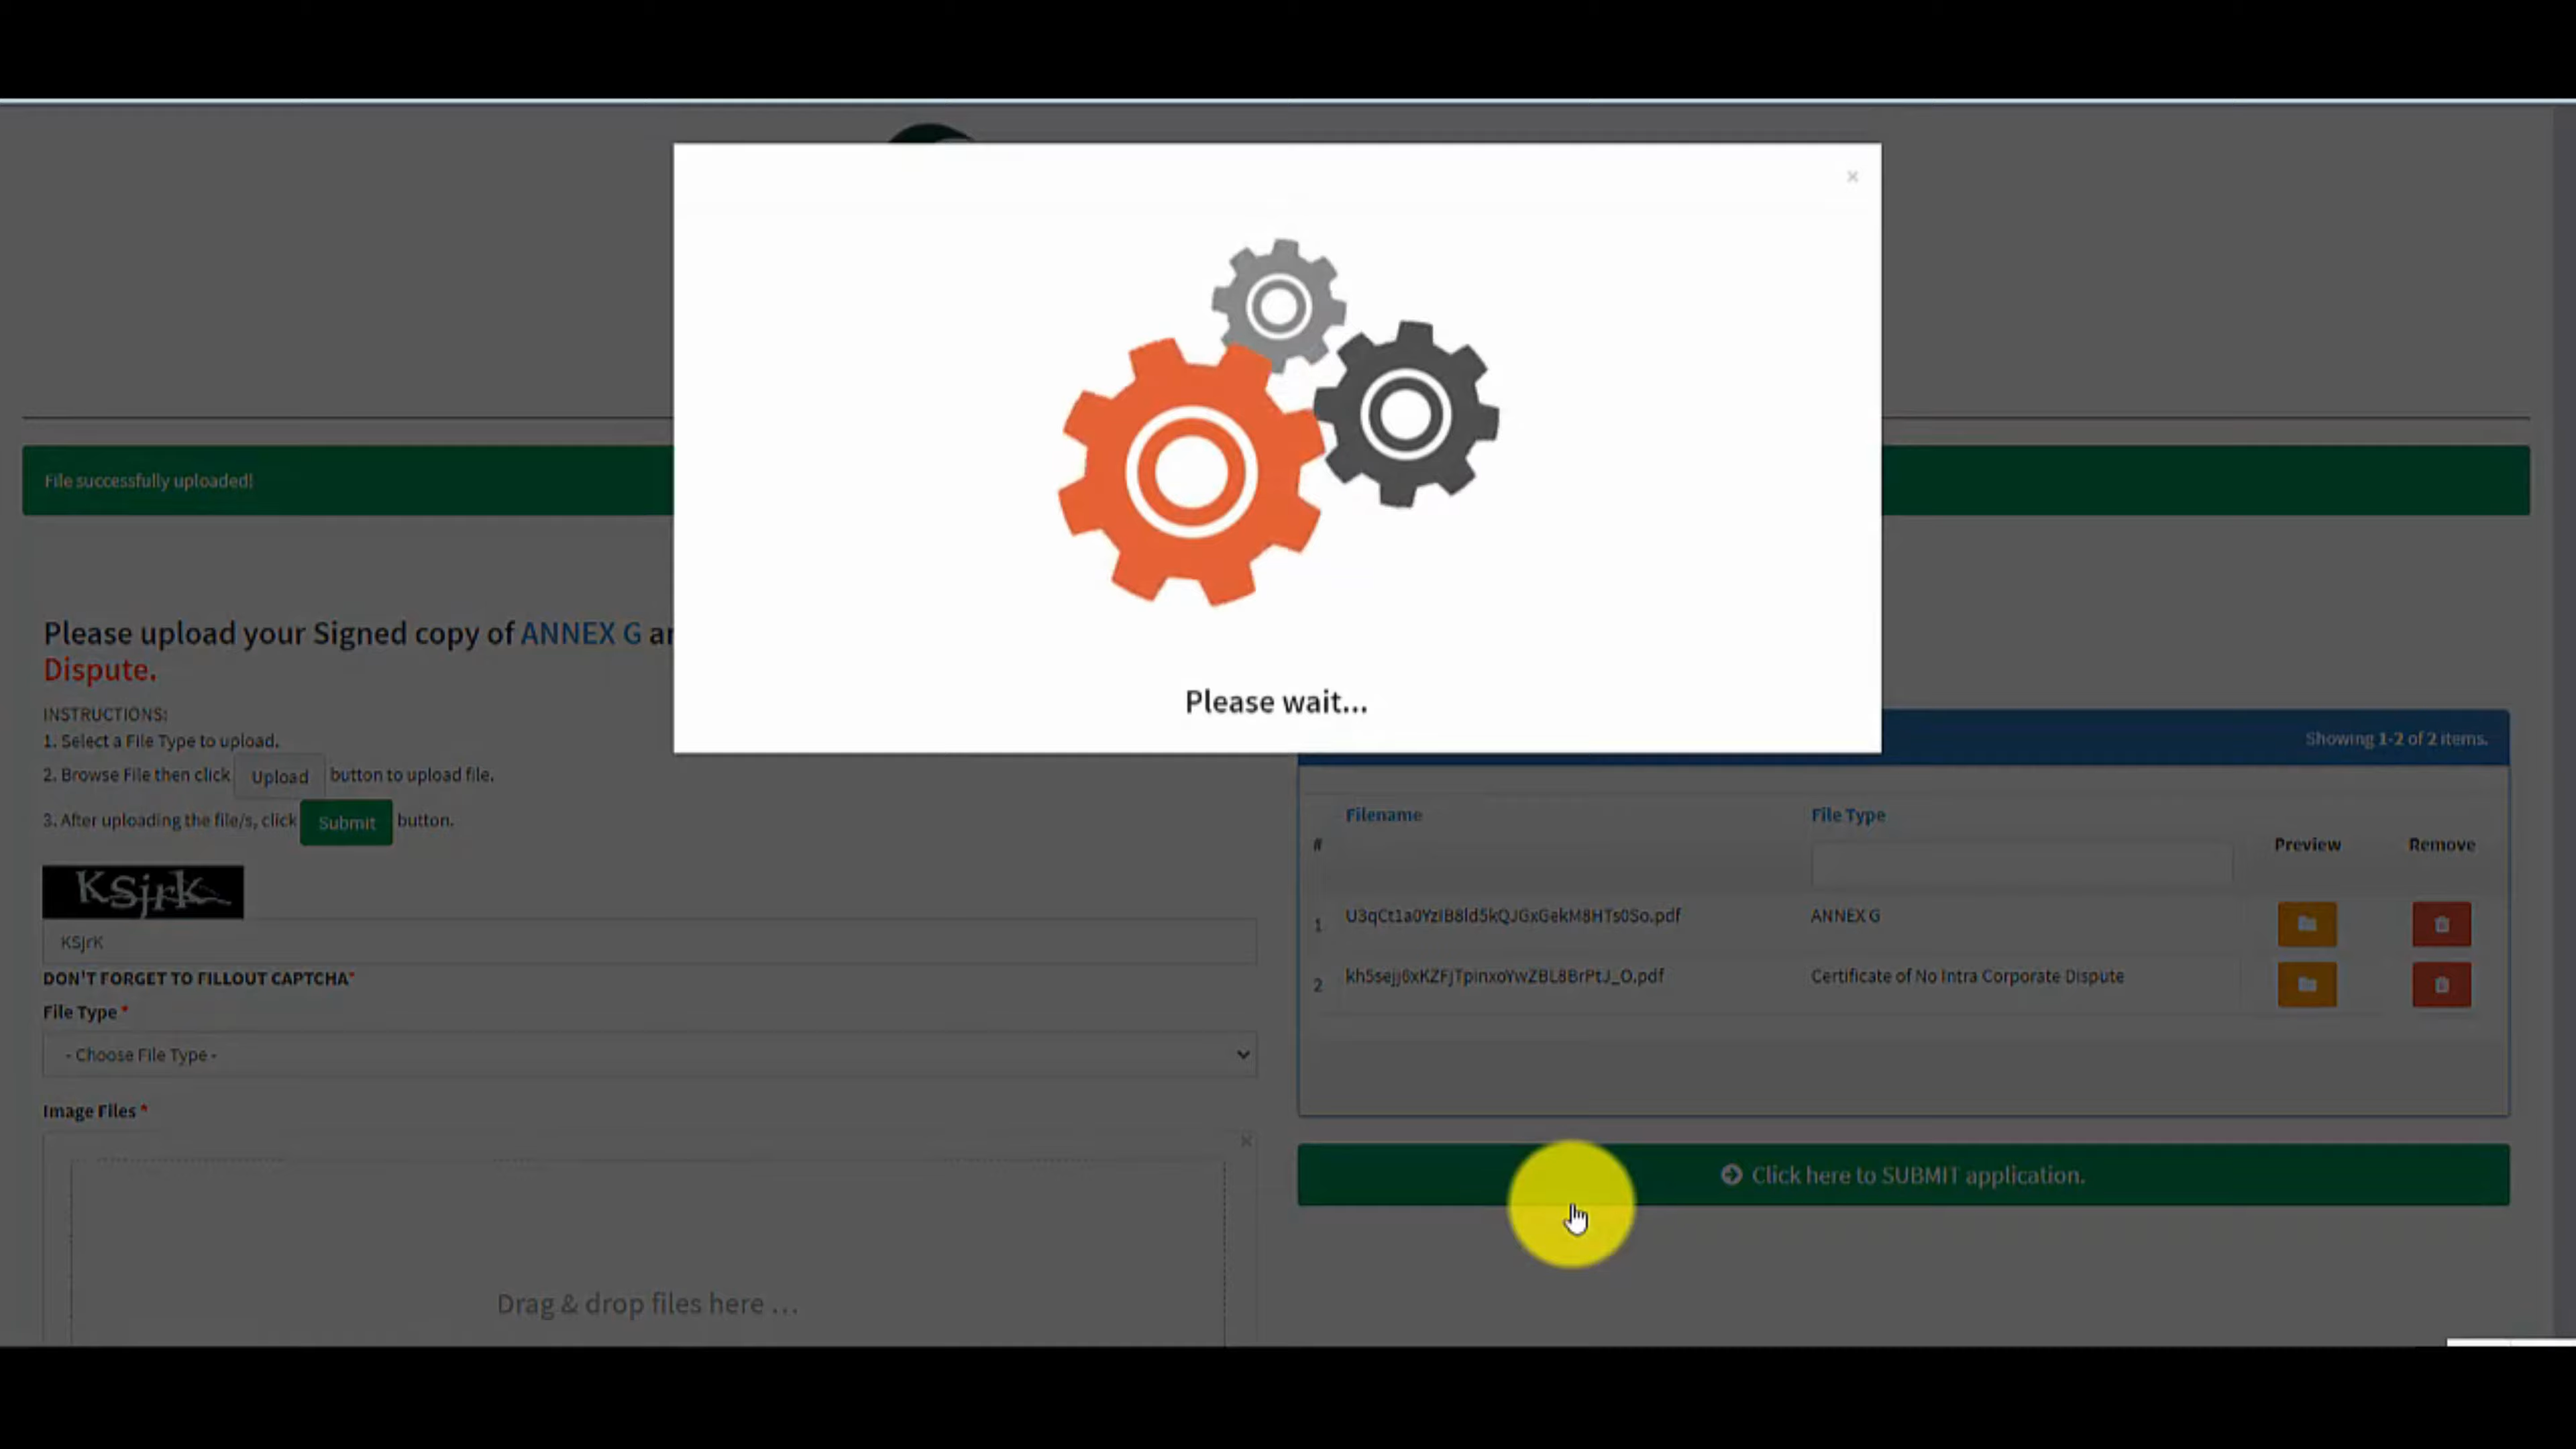 ×
Please wait...
File successfully uploaded!
Please upload your Signed copy of ANNEX G
Dispute.
INSTRUCTIONS:
1. Select a File Type to upload.
2. Browse File then click Upload button to upload file.
3. After uploading the file/s, click Submit button.
KSjrk
KSjrK
DON'T FORGET TO FILLOUT CAPTCHA*
File Type *
- Choose File Type -
Image Files *
×
Drag & drop files here …
Showing 1-2 of 2 items.
# Filename File Type Preview Remove
1 U3qCt1a0YzIB8ld5kQJGxGekM8HTs0So.pdf ANNEX G
2 kh5sejj6xKZFjTpinxoYwZBL8BrPtJ_O.pdf Certificate of No Intra Corporate Dispute
Click here to SUBMIT application.